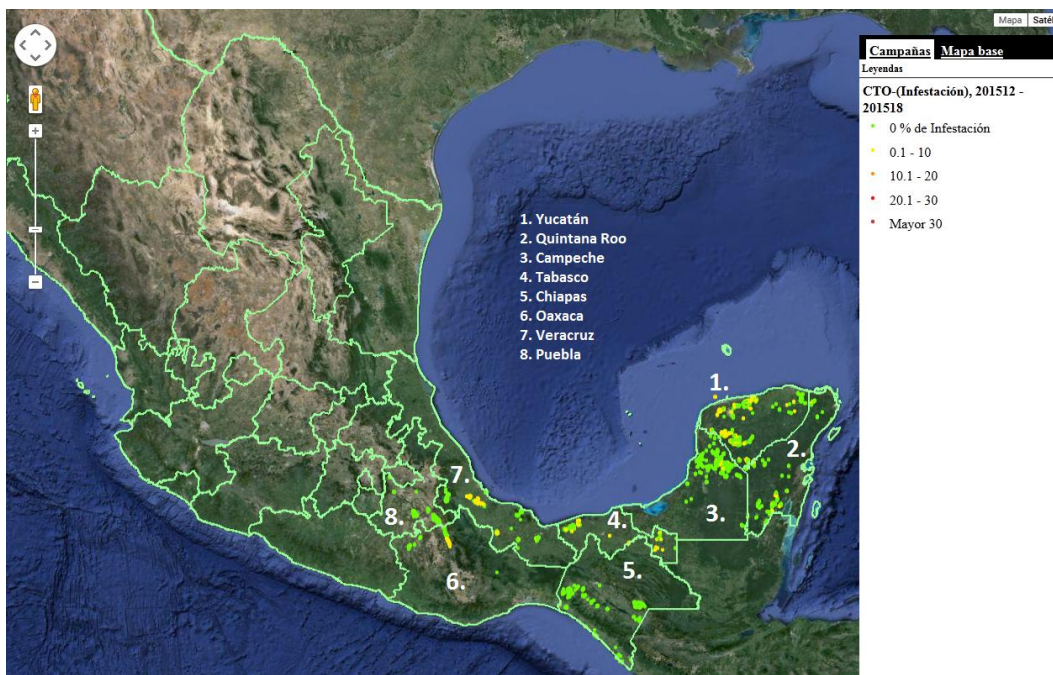 Mapa Satél
Campañas Mapa base
Leyendas
CTO-(Infestación), 201512 -
201518
0 % de Infestación
0.1 - 10
10.1 - 20
20.1 - 30
Mayor 30
1. Yucatán
2. Quintana Roo
3. Campeche
4. Tabasco
5. Chiapas
6. Oaxaca
7. Veracruz
8. Puebla
1.
2.
7.
3.
4.
8.
5.
6.